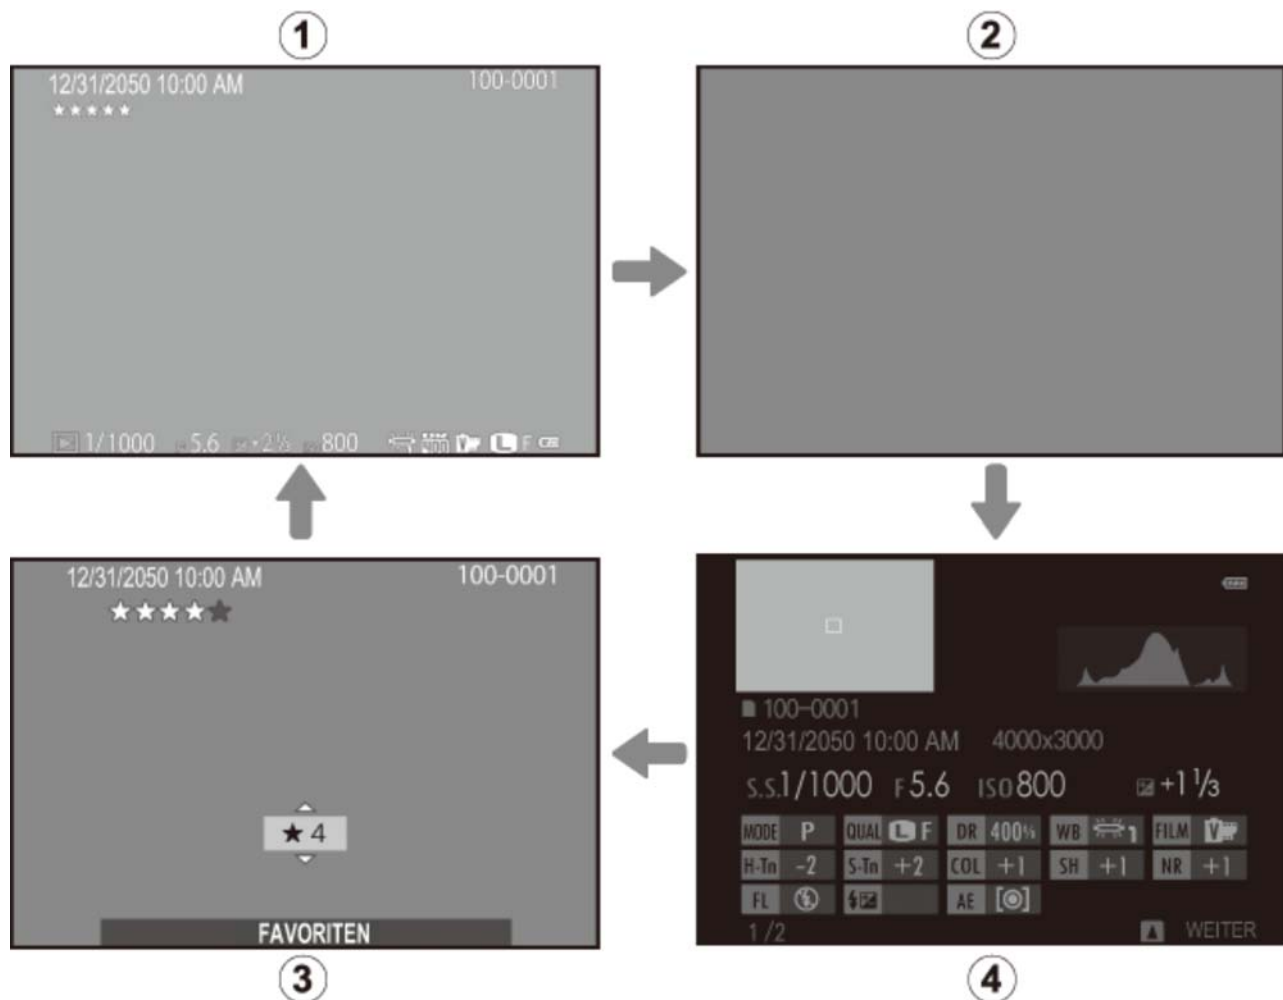 ①
12/31/2050 10:00 AM 100-0001
1/1000 5.6 800 F
②
12/31/2050 10:00 AM 100-0001
★ 4
FAVORITEN
③
100-0001
12/31/2050 10:00 AM 4000x3000
S.S.1/1000 F5.6 ISO800 +1 1/3
MODE P QUAL L F DR 400% WB 1 FILM V
H-Tn -2 S-Tn +2 COL +1 SH +1 NR +1
FL AE
1/2 WEITER
④